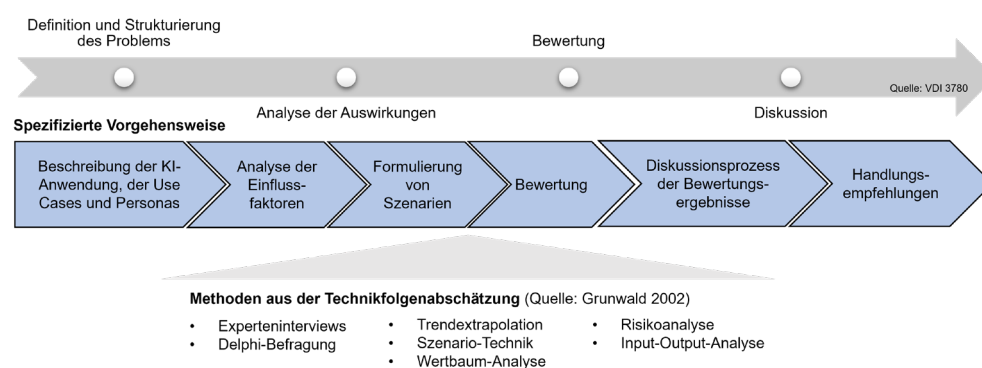 Definition und Strukturierung
des Problems
Bewertung
Quelle: VDI 3780
Analyse der Auswirkungen
Diskussion
Spezifizierte Vorgehensweise
Beschreibung der KI-
Anwendung, der Use
Cases und Personas
Analyse der
Einfluss-
faktoren
Formulierung
von
Szenarien
Bewertung
Diskussionsprozess
der Bewertungs-
ergebnisse
Handlungs-
empfehlungen
Methoden aus der Technikfolgenabschätzung (Quelle: Grunwald 2002)
• Experteninterviews
• Delphi-Befragung
• Trendextrapolation
• Szenario-Technik
• Wertbaum-Analyse
• Risikoanalyse
• Input-Output-Analyse